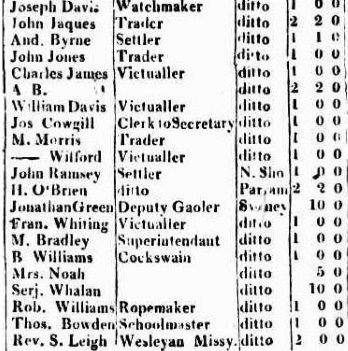 Joseph Davis Watchmaker ditto 1 0 0
John Jaques Trader ditto 2 2 0
And. Byrne Settler ditto 1 1 0
John Jones Trader ditto 1 0 0
Charles James Victualler ditto 1 0 0
A B. ditto 2 2 0
William Davis Victualler ditto 1 0 0
Jos Cowgill Clerk to Secretary ditto 1 0 0
M. Morris Trader ditto 1 0 0
—— Wilford Victualler ditto 1 0 0
John Ramsey Settler N. Sho 1 0 0
H. O'Brien ditto Parram 2 2 0
Jonathan Green Deputy Gaoler Sydney 10 0
Fran. Whiting Victualler ditto 1 0 0
M. Bradley Superintendant ditto 1 0 0
B Williams Cockswain ditto 1 0 0
Mrs. Noah ditto 5 0
Serj. Whalan ditto 10 0
Rob. Williams Ropemaker ditto 1 0 0
Thos. Bowden Schoolmaster ditto 1 0 0
Rev. S. Leigh Wesleyan Missy. ditto 2 0 0